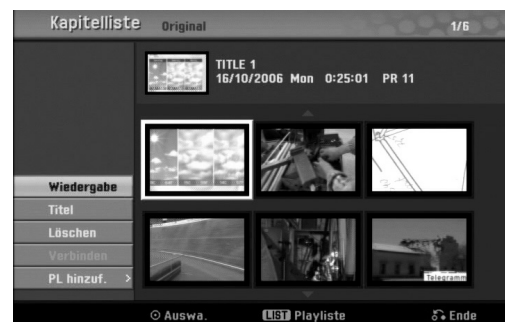 Kapitelliste Original 1/6
TITLE 1
16/10/2006 Mon 0:25:01 PR 11
Wiedergabe
Titel
Löschen
Verbinden
PL hinzuf. >
Telegramm
Auswa. LIST Playliste Ende